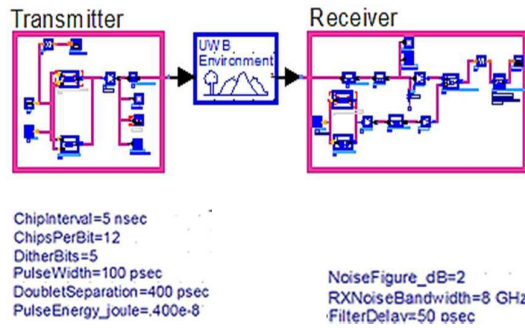 Transmitter
Receiver
UWB
Environment
ChipInterval=5 nsec
ChipsPerBit=12
DitherBits=5
PulseWidth=100 psec
DoubletSeparation=400 psec
PulseEnergy_joule=.400e-8
NoiseFigure_dB=2
RXNoiseBandwidth=8 GHz
FilterDelay=50 psec